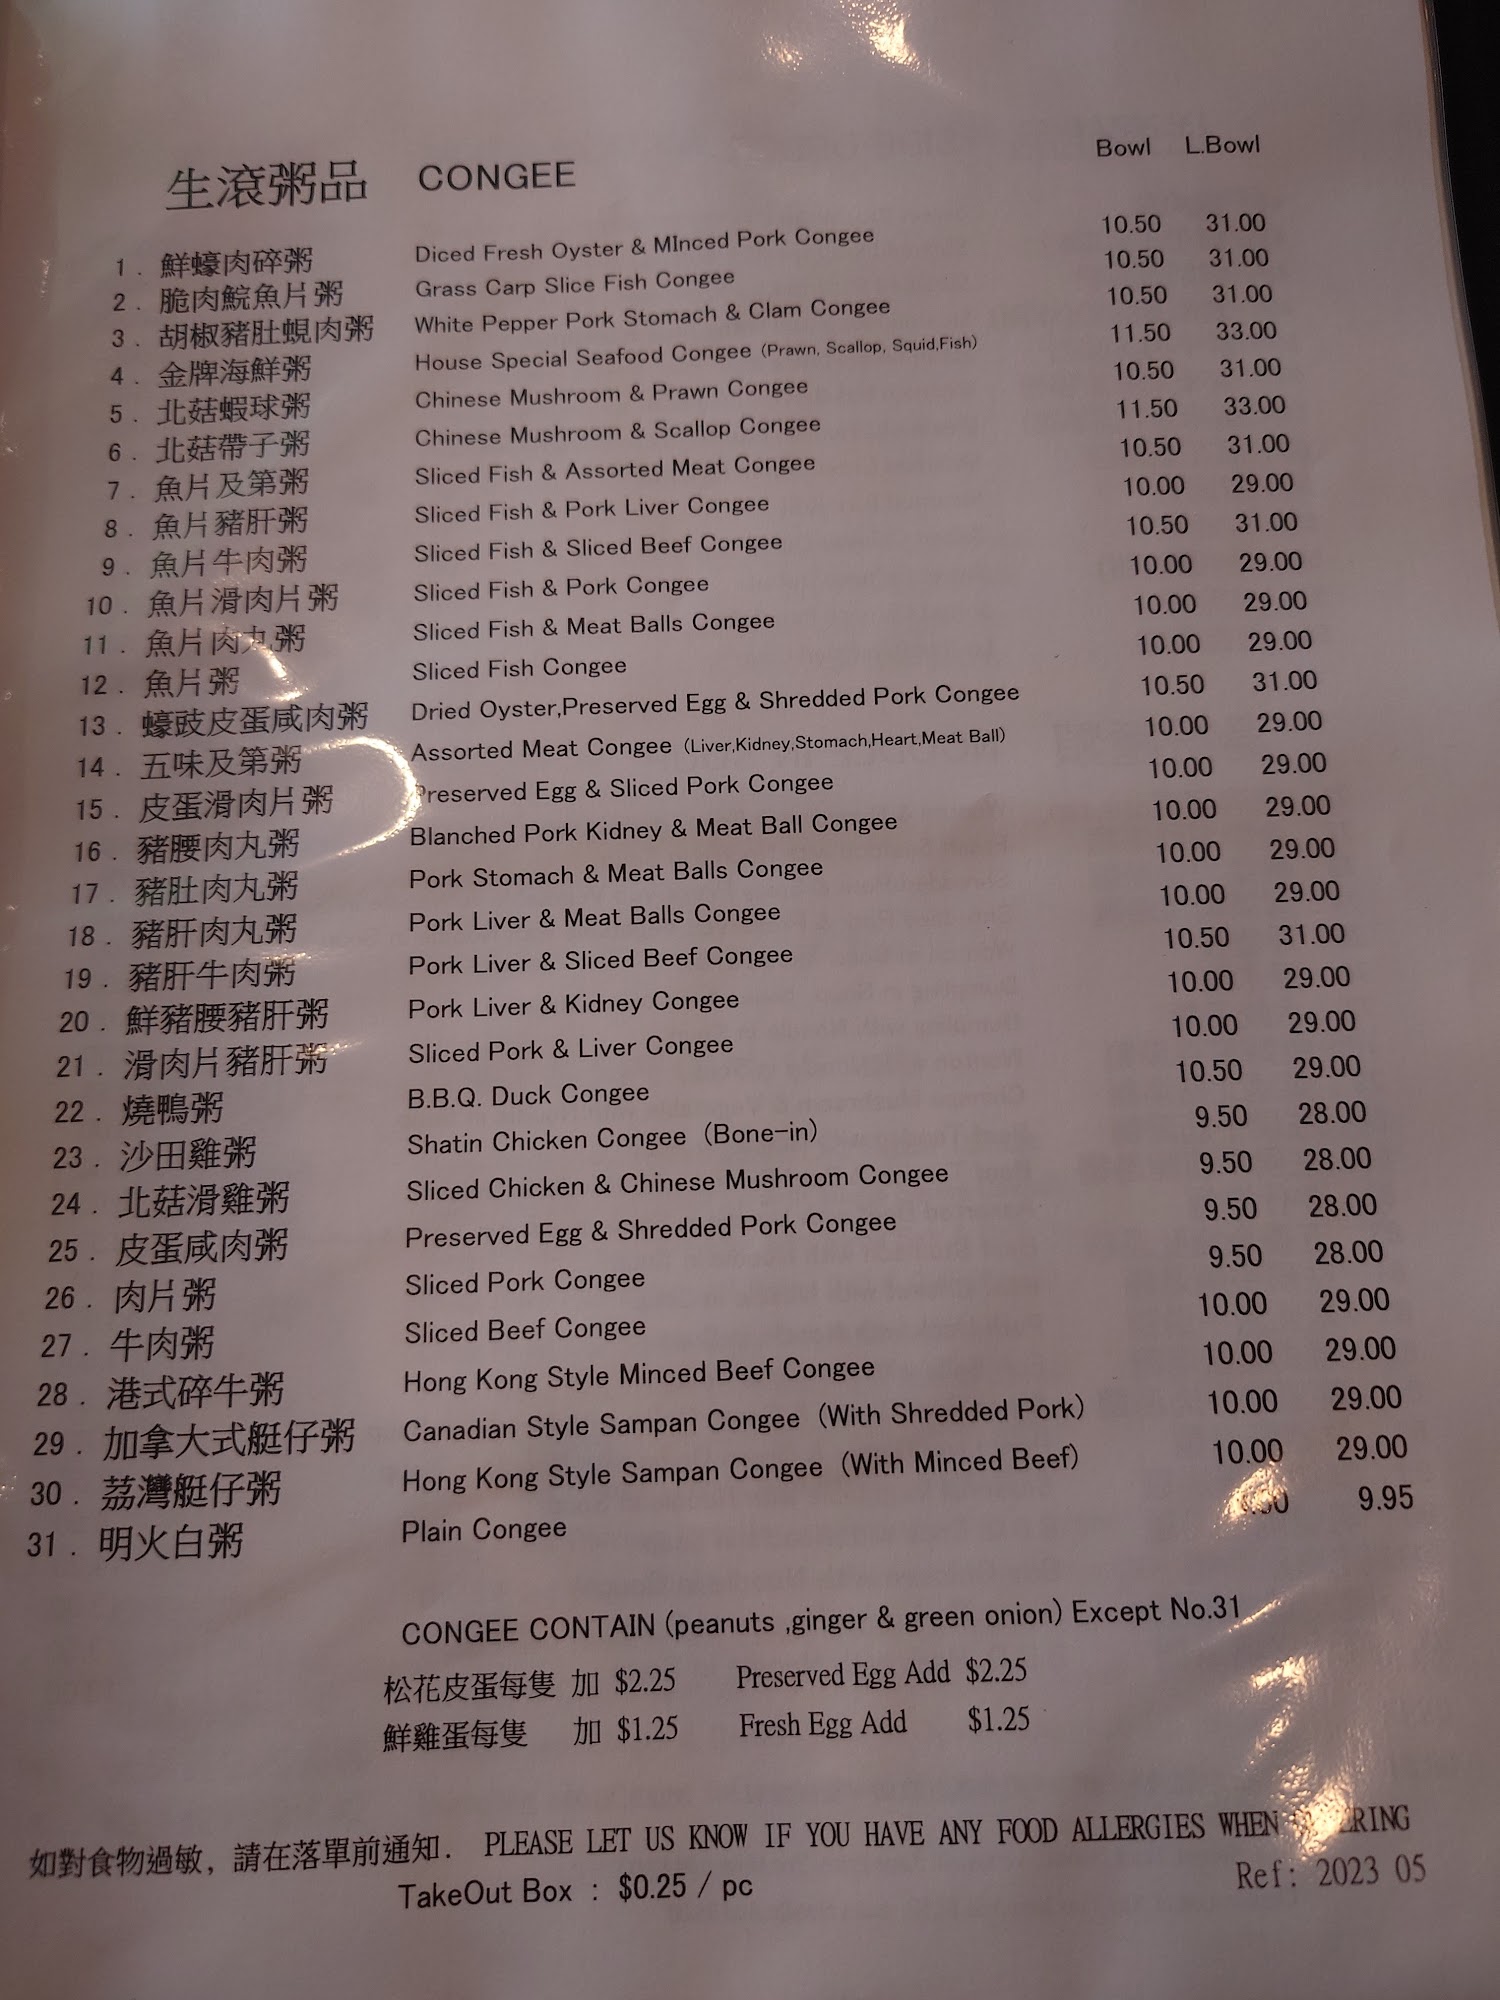 生滾粥品 CONGEE Bowl L.Bowl
1 . 鮮蠔肉碎粥 Diced Fresh Oyster & MInced Pork Congee 10.50 31.00
2 . 脆肉鯇魚片粥 Grass Carp Slice Fish Congee 10.50 31.00
3 . 胡椒豬肚蜆肉粥 White Pepper Pork Stomach & Clam Congee 10.50 31.00
4 . 金牌海鮮粥 House Special Seafood Congee (Prawn, Scallop, Squid,Fish) 11.50 33.00
5 . 北菇蝦球粥 Chinese Mushroom & Prawn Congee 10.50 31.00
6 . 北菇帶子粥 Chinese Mushroom & Scallop Congee 11.50 33.00
7 . 魚片及第粥 Sliced Fish & Assorted Meat Congee 10.50 31.00
8 . 魚片豬肝粥 Sliced Fish & Pork Liver Congee 10.00 29.00
9 . 魚片牛肉粥 Sliced Fish & Sliced Beef Congee 10.50 31.00
10 . 魚片滑肉片粥 Sliced Fish & Pork Congee 10.00 29.00
11 . 魚片肉丸粥 Sliced Fish & Meat Balls Congee 10.00 29.00
12 . 魚片粥 Sliced Fish Congee 10.00 29.00
13 . 蠔豉皮蛋咸肉粥 Dried Oyster,Preserved Egg & Shredded Pork Congee 10.50 31.00
14 . 五味及第粥 Assorted Meat Congee (Liver,Kidney,Stomach,Heart,Meat Ball) 10.00 29.00
15 . 皮蛋滑肉片粥 Preserved Egg & Sliced Pork Congee 10.00 29.00
16 . 豬腰肉丸粥 Blanched Pork Kidney & Meat Ball Congee 10.00 29.00
17 . 豬肚肉丸粥 Pork Stomach & Meat Balls Congee 10.00 29.00
18 . 豬肝肉丸粥 Pork Liver & Meat Balls Congee 10.00 29.00
19 . 豬肝牛肉粥 Pork Liver & Sliced Beef Congee 10.50 31.00
20 . 鮮豬腰豬肝粥 Pork Liver & Kidney Congee 10.00 29.00
21 . 滑肉片豬肝粥 Sliced Pork & Liver Congee 10.00 29.00
22 . 燒鴨粥 B.B.Q. Duck Congee 10.50 29.00
23 . 沙田雞粥 Shatin Chicken Congee (Bone-in) 9.50 28.00
24 . 北菇滑雞粥 Sliced Chicken & Chinese Mushroom Congee 9.50 28.00
25 . 皮蛋咸肉粥 Preserved Egg & Shredded Pork Congee 9.50 28.00
26 . 肉片粥 Sliced Pork Congee 9.50 28.00
27 . 牛肉粥 Sliced Beef Congee 10.00 29.00
28 . 港式碎牛粥 Hong Kong Style Minced Beef Congee 10.00 29.00
29 . 加拿大式艇仔粥 Canadian Style Sampan Congee (With Shredded Pork) 10.00 29.00
30 . 荔灣艇仔粥 Hong Kong Style Sampan Congee (With Minced Beef) 10.00 29.00
31 . 明火白粥 Plain Congee 9.95
CONGEE CONTAIN (peanuts ,ginger & green onion) Except No.31
松花皮蛋每隻 加 $2.25 Preserved Egg Add $2.25
鮮雞蛋每隻 加 $1.25 Fresh Egg Add $1.25
如對食物過敏, 請在落單前通知. PLEASE LET US KNOW IF YOU HAVE ANY FOOD ALLERGIES WHEN
TakeOut Box : $0.25 / pc Ref: 2023 05